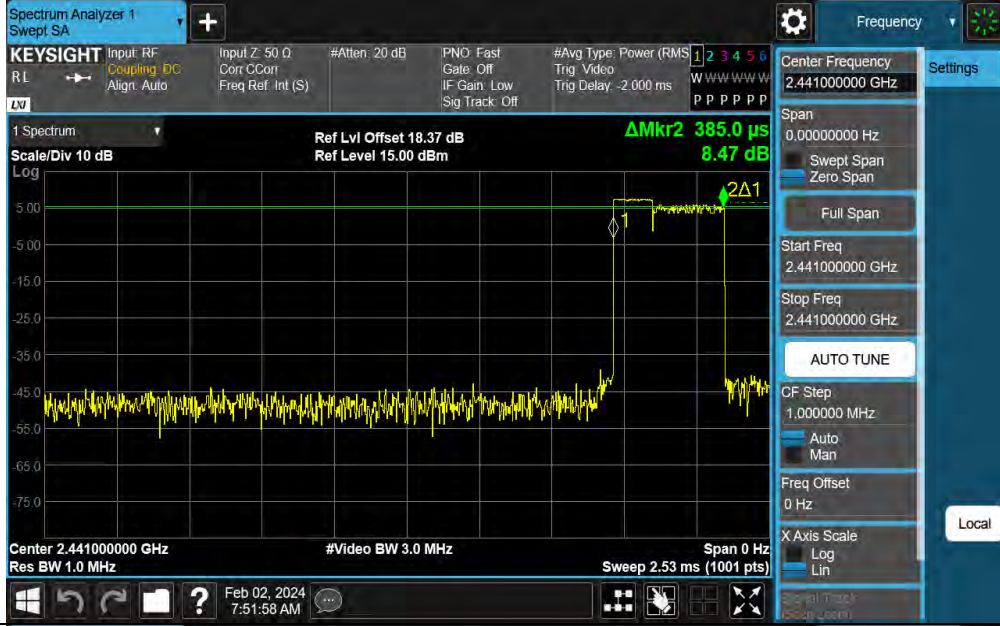 Spectrum Analyzer 1
Swept SA
Frequency
KEYSIGHT
RL
LXI
Input: RF
Coupling: DC
Align: Auto
Input Z: 50 Ω
Corr CCorr
Freq Ref: Int (S)
#Atten: 20 dB
PNO: Fast
Gate: Off
IF Gain: Low
Sig Track: Off
#Avg Type: Power (RMS
Trig: Video
Trig Delay: -2.000 ms
1 2 3 4 5 6
W W W W W W
P P P P P P
1 Spectrum
Scale/Div 10 dB
Log
Ref Lvl Offset 18.37 dB
Ref Level 15.00 dBm
ΔMkr2 385.0 µs
8.47 dB
2Δ1
1
5.00
-5.00
-15.0
-25.0
-35.0
-45.0
-55.0
-65.0
-75.0
Center 2.441000000 GHz
Res BW 1.0 MHz
#Video BW 3.0 MHz
Span 0 Hz
Sweep 2.53 ms (1001 pts)
Center Frequency
2.441000000 GHz
Span
0.00000000 Hz
Swept Span
Zero Span
Full Span
Start Freq
2.441000000 GHz
Stop Freq
2.441000000 GHz
AUTO TUNE
CF Step
1.000000 MHz
Auto
Man
Freq Offset
0 Hz
X Axis Scale
Log
Lin
Signal Track
(Span Zoom)
Settings
Local
?
Feb 02, 2024
7:51:58 AM